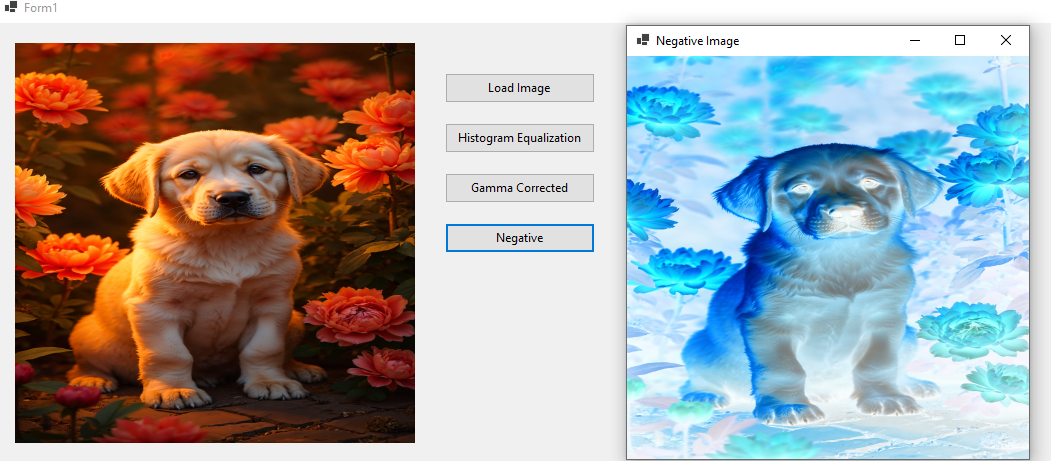 Form1
Load Image
Histogram Equalization
Gamma Corrected
Negative
Negative Image